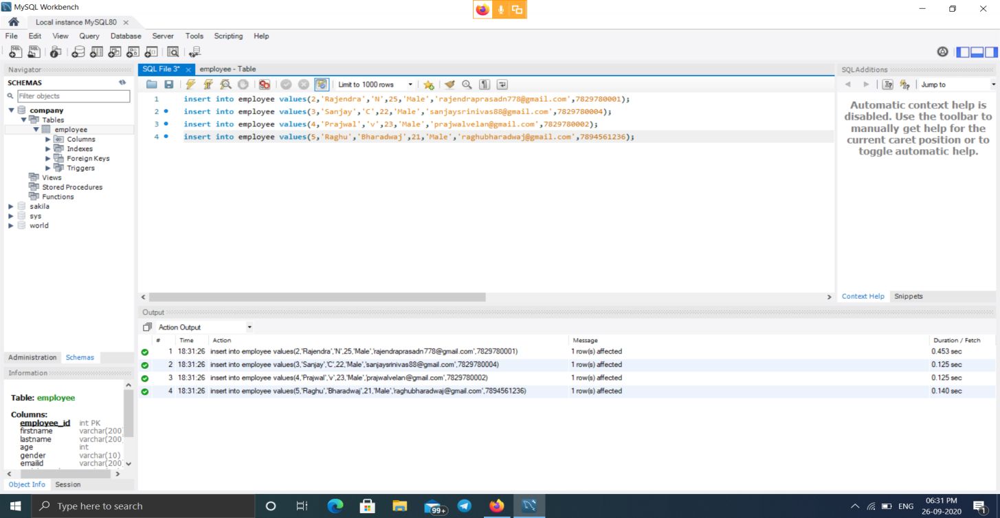 MySQL Workbench
Local instance MySQL80
File Edit View Query Database Server Tools Scripting Help
Navigator
SCHEMAS
Filter objects
company
Tables
employee
Columns
Indexes
Foreign Keys
Triggers
Views
Stored Procedures
Functions
sakila
sys
world
Administration Schemas
Information
Table: employee
Columns:
employee_id int PK
firstname varchar(200)
lastname varchar(200)
age int
gender varchar(10)
emailid varchar(200)
Object Info Session
SQL File 3* employee - Table
Limit to 1000 rows
1 insert into employee values(2,'Rajendra','N',25,'Male','rajendraprasadn778@gmail.com',7829780001);
2 insert into employee values(3,'Sanjay','C',22,'Male','sanjaysrinivas88@gmail.com',7829780004);
3 insert into employee values(4,'Prajwal','v',23,'Male','prajwalvelan@gmail.com',7829780002);
4 insert into employee values(5,'Raghu','Bharadwaj',21,'Male','raghubharadwaj@gmail.com',7894561236);
SQLAdditions
Jump to
Automatic context help is
disabled. Use the toolbar to
manually get help for the
current caret position or to
toggle automatic help.
Context Help Snippets
Output
Action Output
# Time Action Message Duration / Fetch
1 18:31:26 insert into employee values(2,'Rajendra','N',25,'Male','rajendraprasadn778@gmail.com',7829780001) 1 row(s) affected 0.453 sec
2 18:31:26 insert into employee values(3,'Sanjay','C',22,'Male','sanjaysrinivas88@gmail.com',7829780004) 1 row(s) affected 0.125 sec
3 18:31:26 insert into employee values(4,'Prajwal','v',23,'Male','prajwalvelan@gmail.com',7829780002) 1 row(s) affected 0.125 sec
4 18:31:26 insert into employee values(5,'Raghu','Bharadwaj',21,'Male','raghubharadwaj@gmail.com',7894561236) 1 row(s) affected 0.140 sec
Type here to search
99+
ENG
06:31 PM
26-09-2020
1